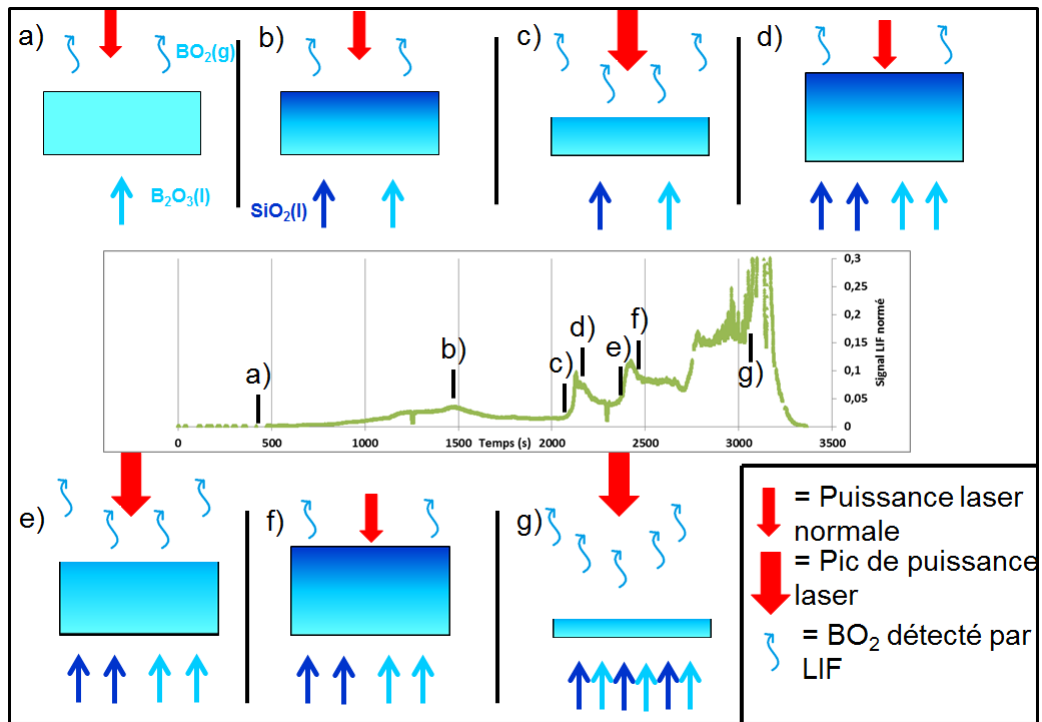 a)
BO₂(g)
b)
c)
d)
B₂O₃(l)
SiO₂(l)
0,3
0,25
0,2
0,15
0,1
0,05
0
Signal LIF normé
a)
b)
c)
d)
e)
f)
g)
0
500
1000
1500
2000
2500
3000
3500
Temps (s)
e)
f)
g)
= Puissance laser
normale
= Pic de puissance
laser
= BO₂ détecté par
LIF